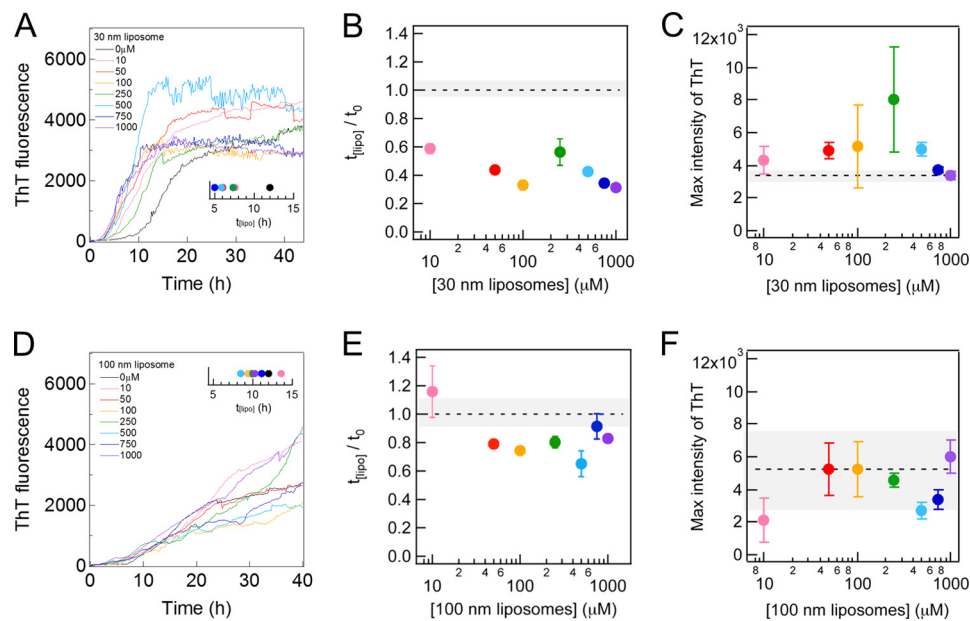 A
30 nm liposome
0μM
10
50
100
250
500
750
1000
ThT fluorescence
6000
4000
2000
0
5 10 15
t[lipo] (h)
0 10 20 30 40
Time (h)
B
t[lipo] / t0
1.4
1.2
1.0
0.8
0.6
0.4
0.2
0.0
10 2 4 6 100 2 4 6 1000
[30 nm liposomes] (μM)
C
Max intensity of ThT
12x10³
10
8
6
4
2
0
8 10 2 4 6 8 100 2 4 6 8 1000
[30 nm liposomes] (μM)
D
100 nm liposome
0μM
10
50
100
250
500
750
1000
ThT fluorescence
6000
4000
2000
0
5 10 15
t[lipo] (h)
0 10 20 30 40
Time (h)
E
t[lipo] / t0
1.4
1.2
1.0
0.8
0.6
0.4
0.2
0.0
10 2 4 6 100 2 4 6 1000
[100 nm liposomes] (μM)
F
Max intensity of ThT
12x10³
10
8
6
4
2
0
8 10 2 4 6 8 100 2 4 6 8 1000
[100 nm liposomes] (μM)